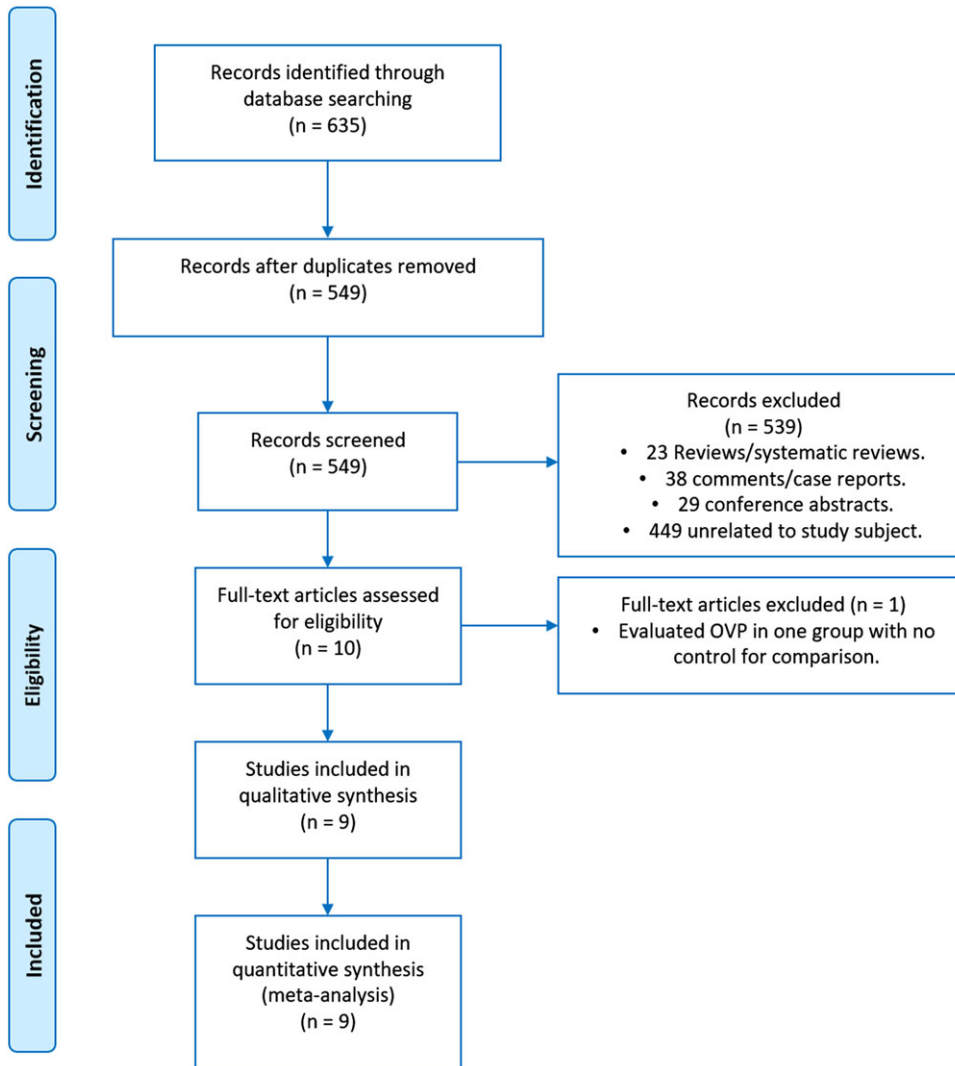 Identification
Records identified through
database searching
(n = 635)
Records after duplicates removed
(n = 549)
Screening
Records screened
(n = 549)
Records excluded
(n = 539)
• 23 Reviews/systematic reviews.
• 38 comments/case reports.
• 29 conference abstracts.
• 449 unrelated to study subject.
Eligibility
Full-text articles assessed
for eligibility
(n = 10)
Full-text articles excluded (n = 1)
• Evaluated OVP in one group with no
control for comparison.
Studies included in
qualitative synthesis
(n = 9)
Included
Studies included in
quantitative synthesis
(meta-analysis)
(n = 9)